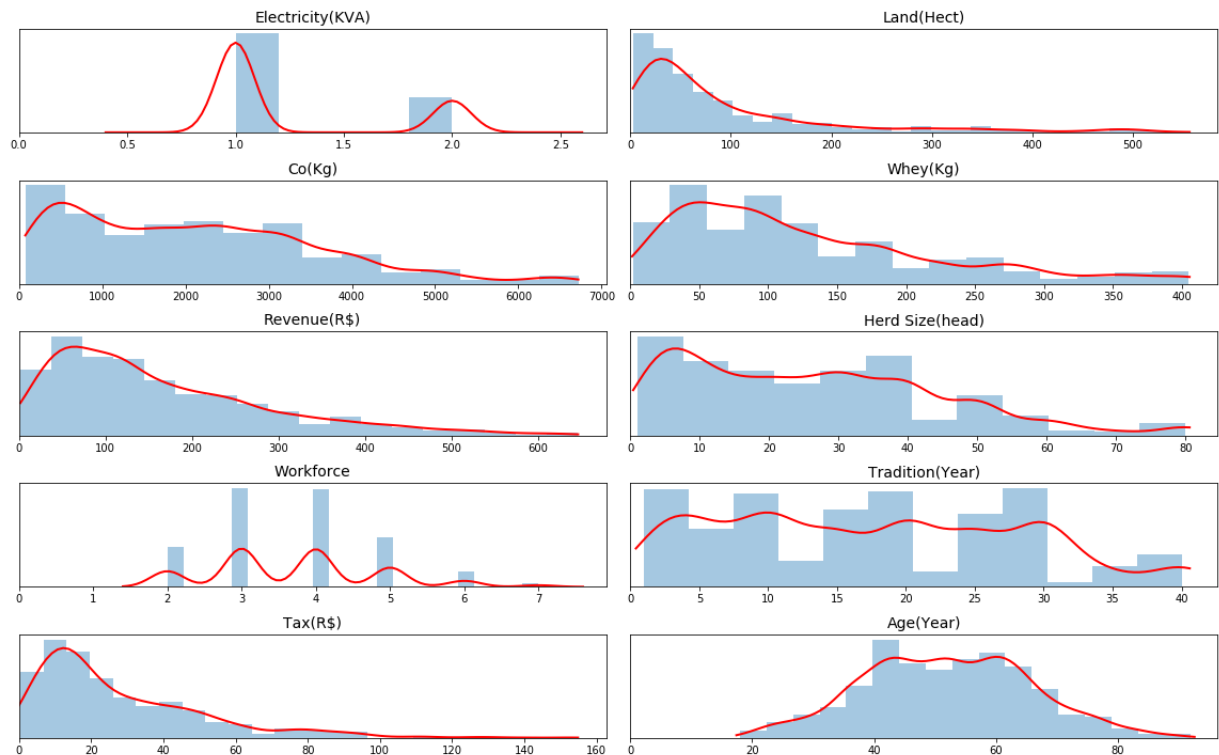 Electricity(KVA)
0.0 0.5 1.0 1.5 2.0 2.5
Land(Hect)
0 100 200 300 400 500
Co(Kg)
0 1000 2000 3000 4000 5000 6000 7000
Whey(Kg)
0 50 100 150 200 250 300 350 400
Revenue(R$)
0 100 200 300 400 500 600
Herd Size(head)
0 10 20 30 40 50 60 70 80
Workforce
0 1 2 3 4 5 6 7
Tradition(Year)
0 5 10 15 20 25 30 35 40
Tax(R$)
0 20 40 60 80 100 120 140 160
Age(Year)
0 20 40 60 80